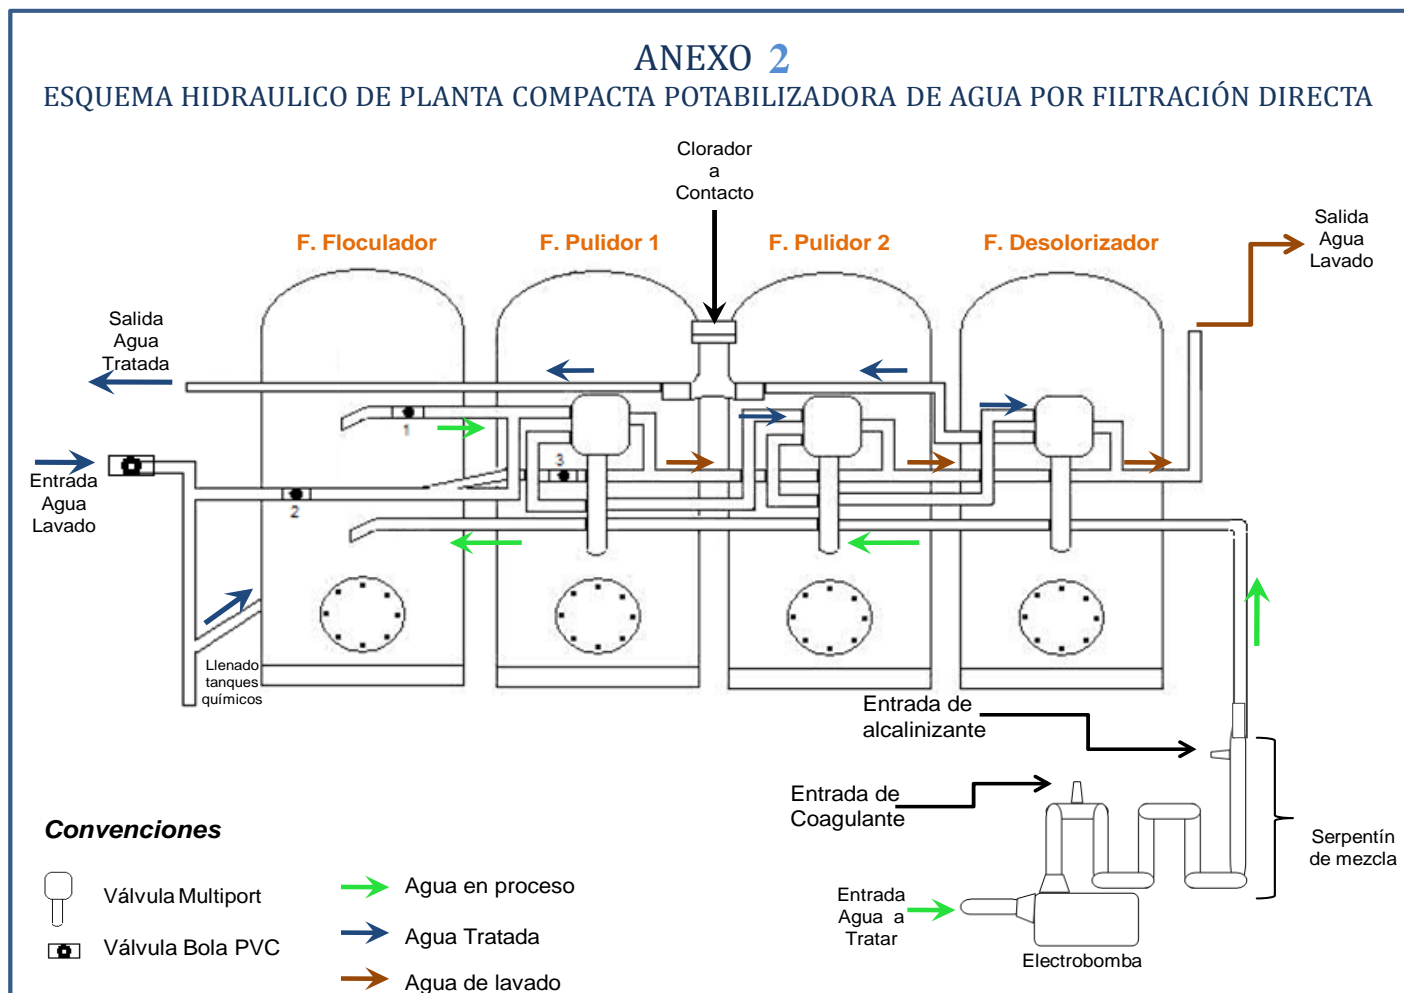 ANEXO 2
ESQUEMA HIDRAULICO DE PLANTA COMPACTA POTABILIZADORA DE AGUA POR FILTRACIÓN DIRECTA
Clorador
a
Contacto
F. Floculador
F. Pulidor 1
F. Pulidor 2
F. Desolorizador
Salida
Agua
Lavado
Salida
Agua
Tratada
1
3
2
Entrada
Agua
Lavado
Llenado
tanques
químicos
Entrada de
alcalinizante
Entrada de
Coagulante
Serpentín
de mezcla
Entrada
Agua a
Tratar
Electrobomba
Convenciones
Válvula Multiport
Válvula Bola PVC
Agua en proceso
Agua Tratada
Agua de lavado